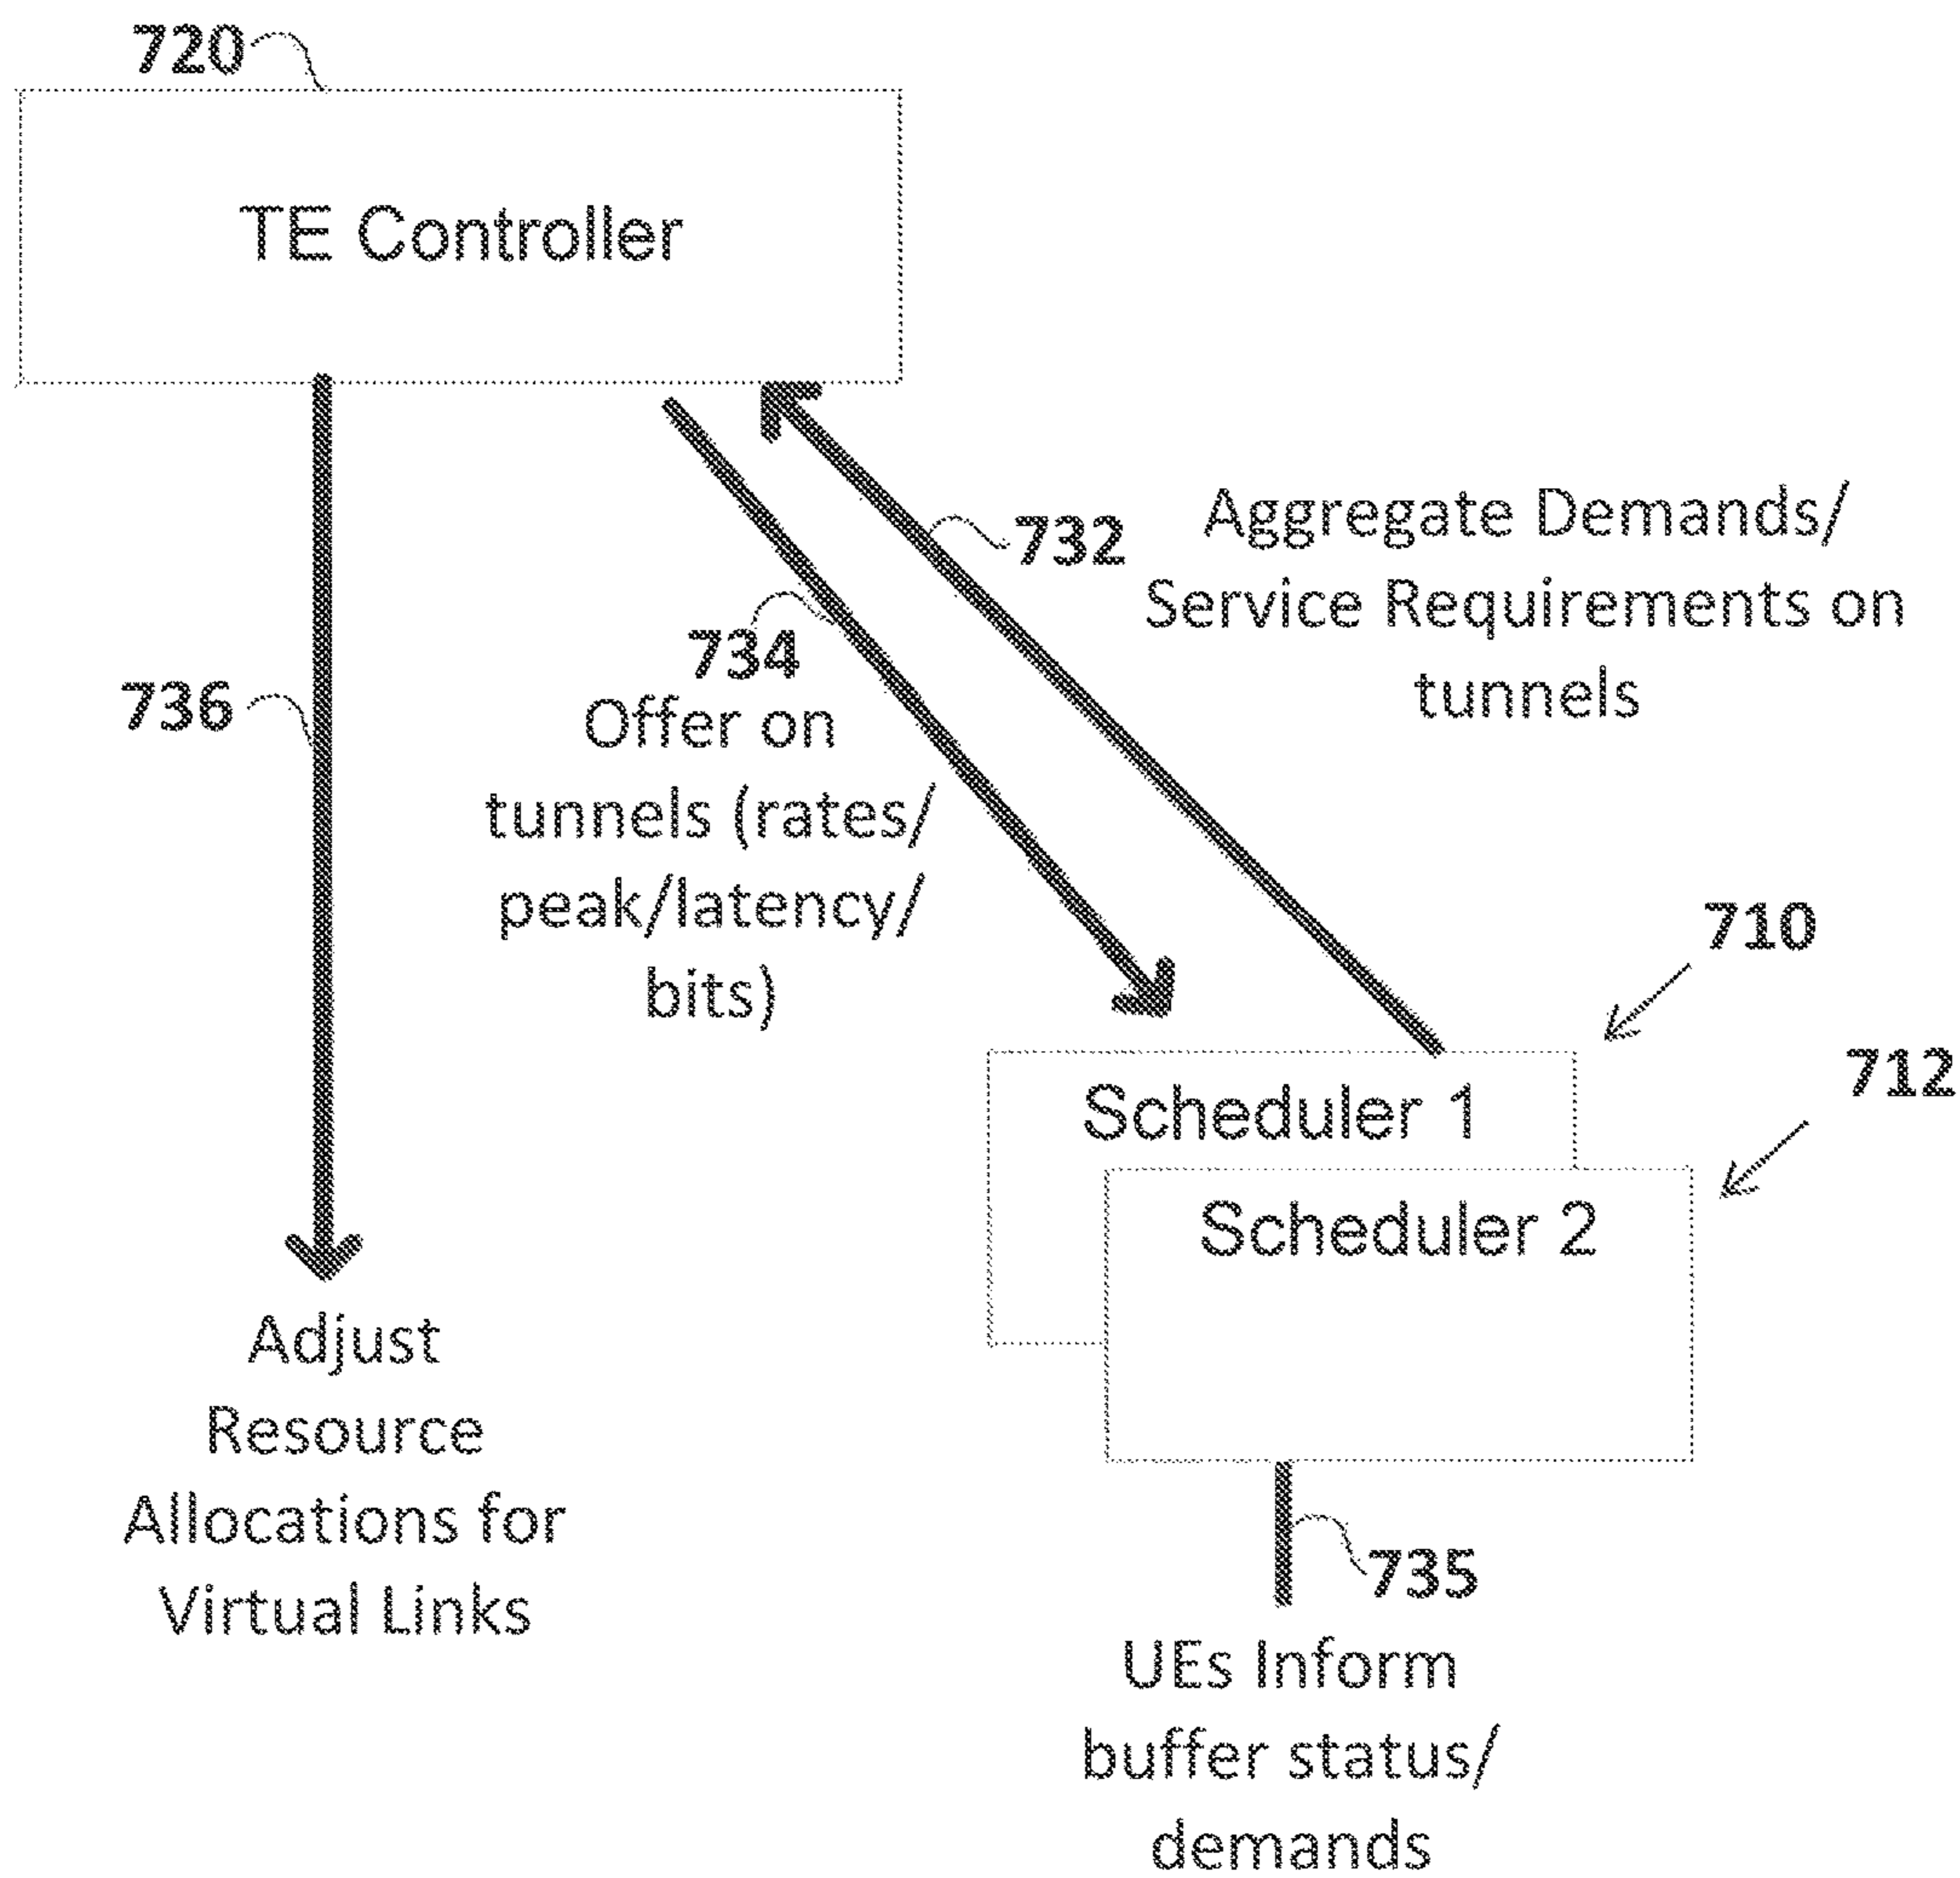 720
TE Controller
732
Aggregate Demands/
Service Requirements on
tunnels
734
Offer on
tunnels (rates/
peak/latency/
bits)
736
710
712
Scheduler 1
Scheduler 2
Adjust
Resource
Allocations for
Virtual Links
735
UEs Inform
buffer status/
demands